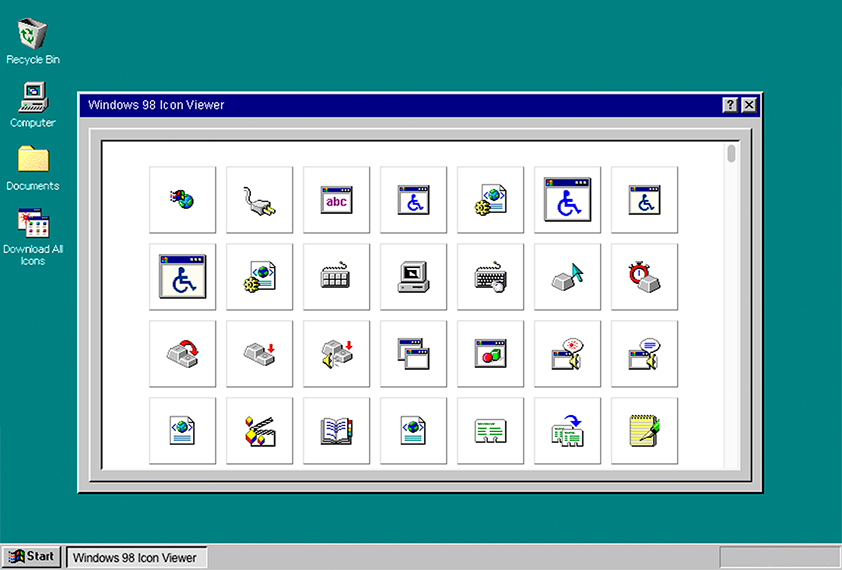 Recycle Bin
Computer
Documents
Download All
Icons
Windows 98 Icon Viewer
?
abc
Start
Windows 98 Icon Viewer